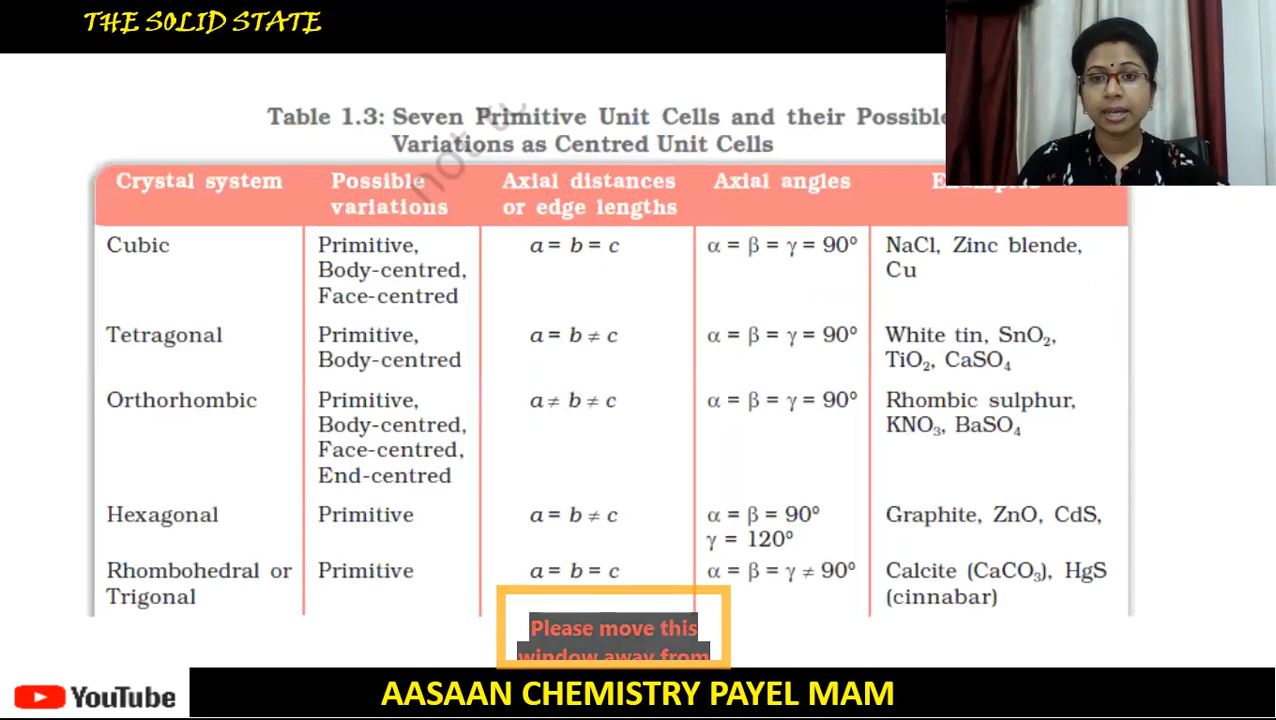 THE SOLID STATE
Table 1.3: Seven Primitive Unit Cells and their Possible
Variations as Centred Unit Cells
Crystal system Possible variations Axial distances or edge lengths Axial angles
Cubic Primitive, a = b = c α = β = γ = 90° NaCl, Zinc blende,
Body-centred, Cu
Face-centred
Tetragonal Primitive, a = b ≠ c α = β = γ = 90° White tin, SnO₂,
Body-centred TiO₂, CaSO₄
Orthorhombic Primitive, a ≠ b ≠ c α = β = γ = 90° Rhombic sulphur,
Body-centred, KNO₃, BaSO₄
Face-centred,
End-centred
Hexagonal Primitive a = b ≠ c α = β = 90° Graphite, ZnO, CdS,
γ = 120°
Rhombohedral or Primitive a = b = c α = β = γ ≠ 90° Calcite (CaCO₃), HgS
Trigonal (cinnabar)
Please move this
window away from
YouTube
AASAAN CHEMISTRY PAYEL MAM